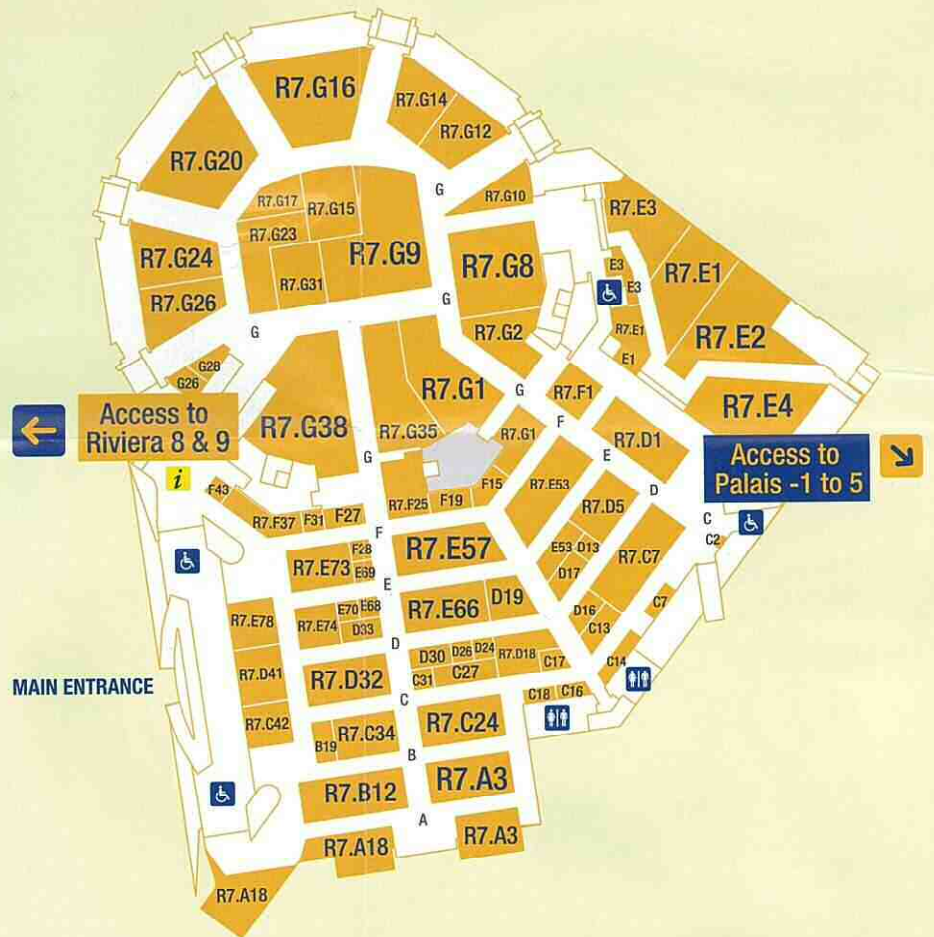 R7.G16
R7.G14
R7.G12
R7.G20
R7.G10
R7.G17
R7.G15
G
R7.E3
R7.G23
R7.G24
R7.G9
R7.G8
E3
R7.E1
R7.G26
R7.G31
E3
G
R7.G2
R7.E1
R7.E2
G
E1
G28
G26
R7.G1
G
R7.F1
R7.E4
Access to
Riviera 8 & 9
R7.G38
R7.G35
R7.G1
F
R7.D1
Access to
Palais -1 to 5
G
E
i
F43
R7.F25
F19
F15
R7.E53
D
R7.F37
F31
F27
R7.D5
C
C2
F
R7.E57
F28
E69
R7.E73
E53
D13
R7.C7
D17
E
R7.E66
D19
R7.E78
R7.E74
E70
E68
D33
D16
C13
C7
D
D30
D26
D24
R7.D18
C17
C14
R7.D41
R7.D32
C31
C27
MAIN ENTRANCE
C
C18
C16
R7.C42
B19
R7.C34
R7.C24
B
R7.B12
R7.A3
A
R7.A18
R7.A3
R7.A18